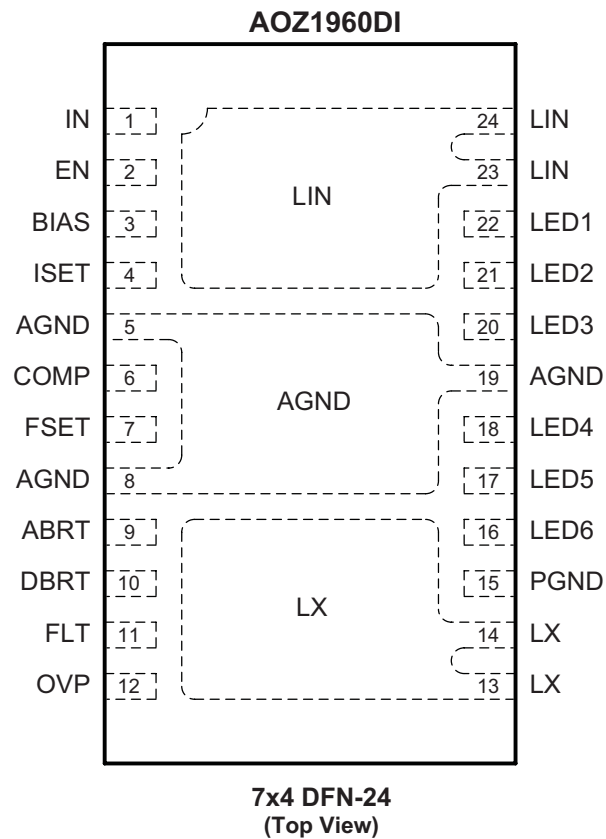 AOZ1960DI
IN 1 24 LIN
EN 2 23 LIN
LIN
BIAS 3 22 LED1
ISET 4 21 LED2
AGND 5 20 LED3
COMP 6 19 AGND
AGND
FSET 7 18 LED4
AGND 8 17 LED5
ABRT 9 16 LED6
DBRT 10 15 PGND
LX
FLT 11 14 LX
OVP 12 13 LX
7x4 DFN-24
(Top View)